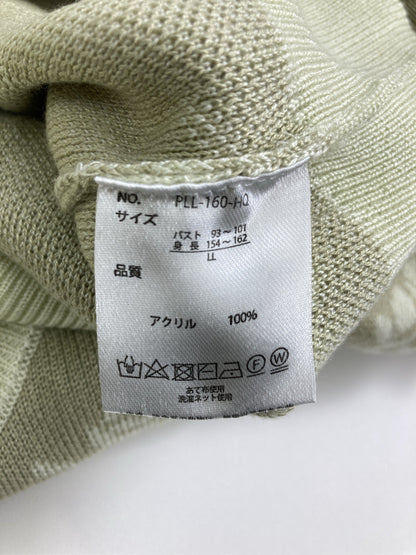 NO. PLL-160-HQ
サイズ
バスト 93～101
身長 154～162
LL
品質
アクリル 100%
F W
あて布使用
洗濯ネット使用